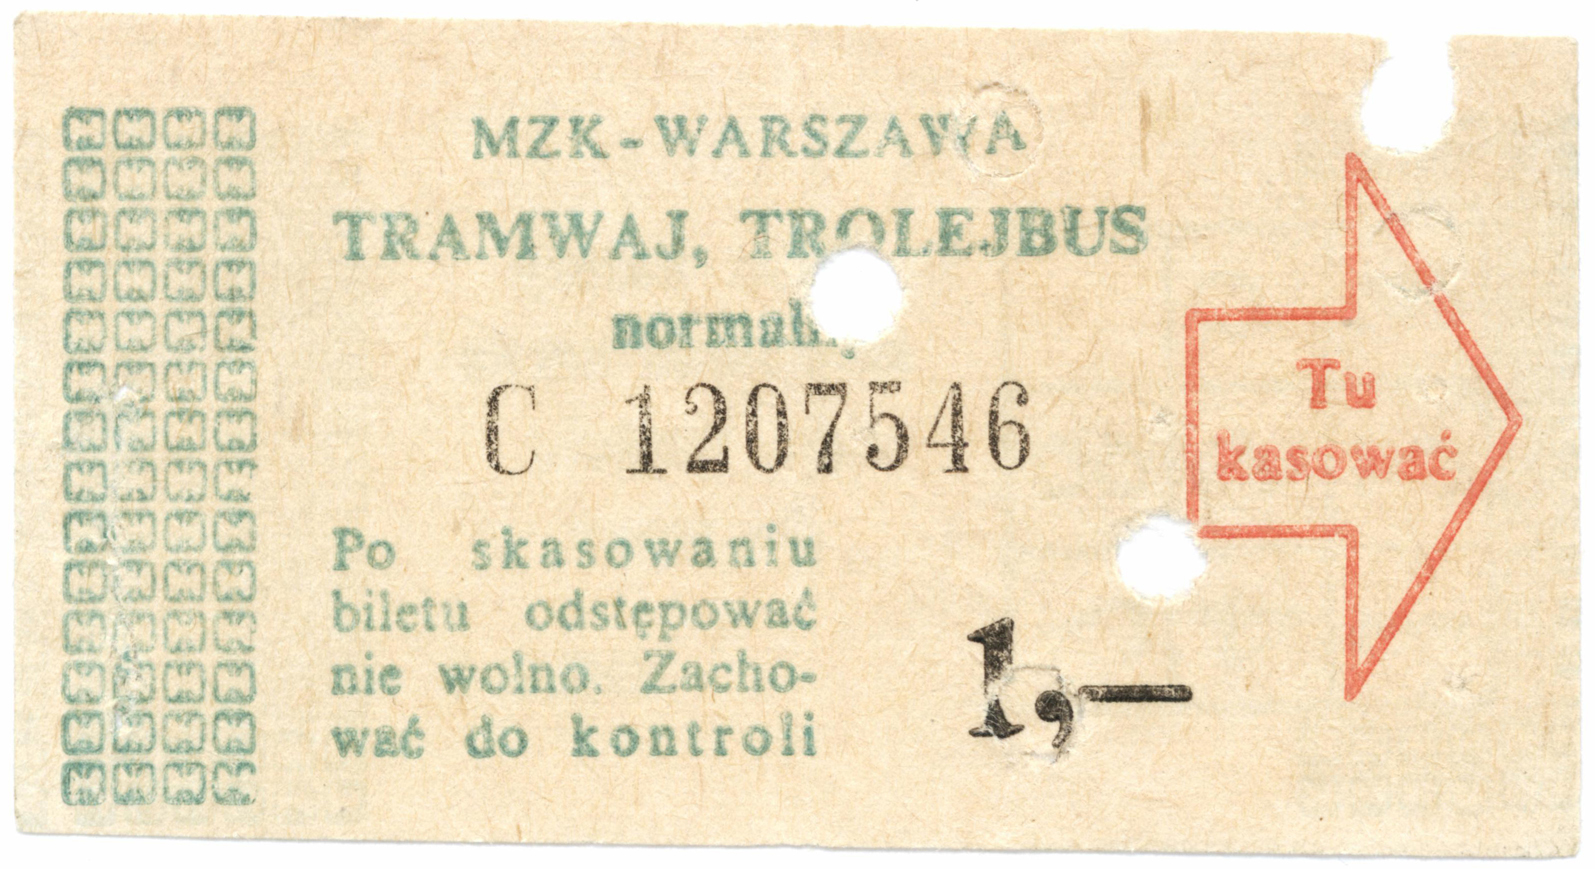 MZK-WARSZAWA
TRAMWAJ, TROLEJBUS
C 1207546
Tu
kasować
Po skasowaniu
biletu odstępować
nie wolno. Zacho-
wać do kontroli
1,—